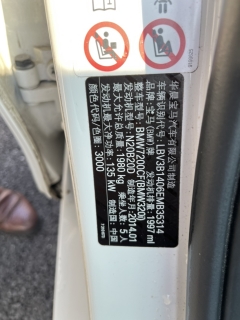 华晨宝马汽车有限公司制造
车辆识别代号: LBV3B1406EMB35314
品牌: 宝马 (BMW) 牌
发动机排量: 1997 ml
整车型号: BMW7200CF(BMW320i)
发动机型号: N20B20D 制造年月: 2014.01
最大允许总质量: 1980 kg 乘坐人数: 5 人
发动机最大净功率: 135 kW 制造国: 中国
颜色代码/色量: 3000